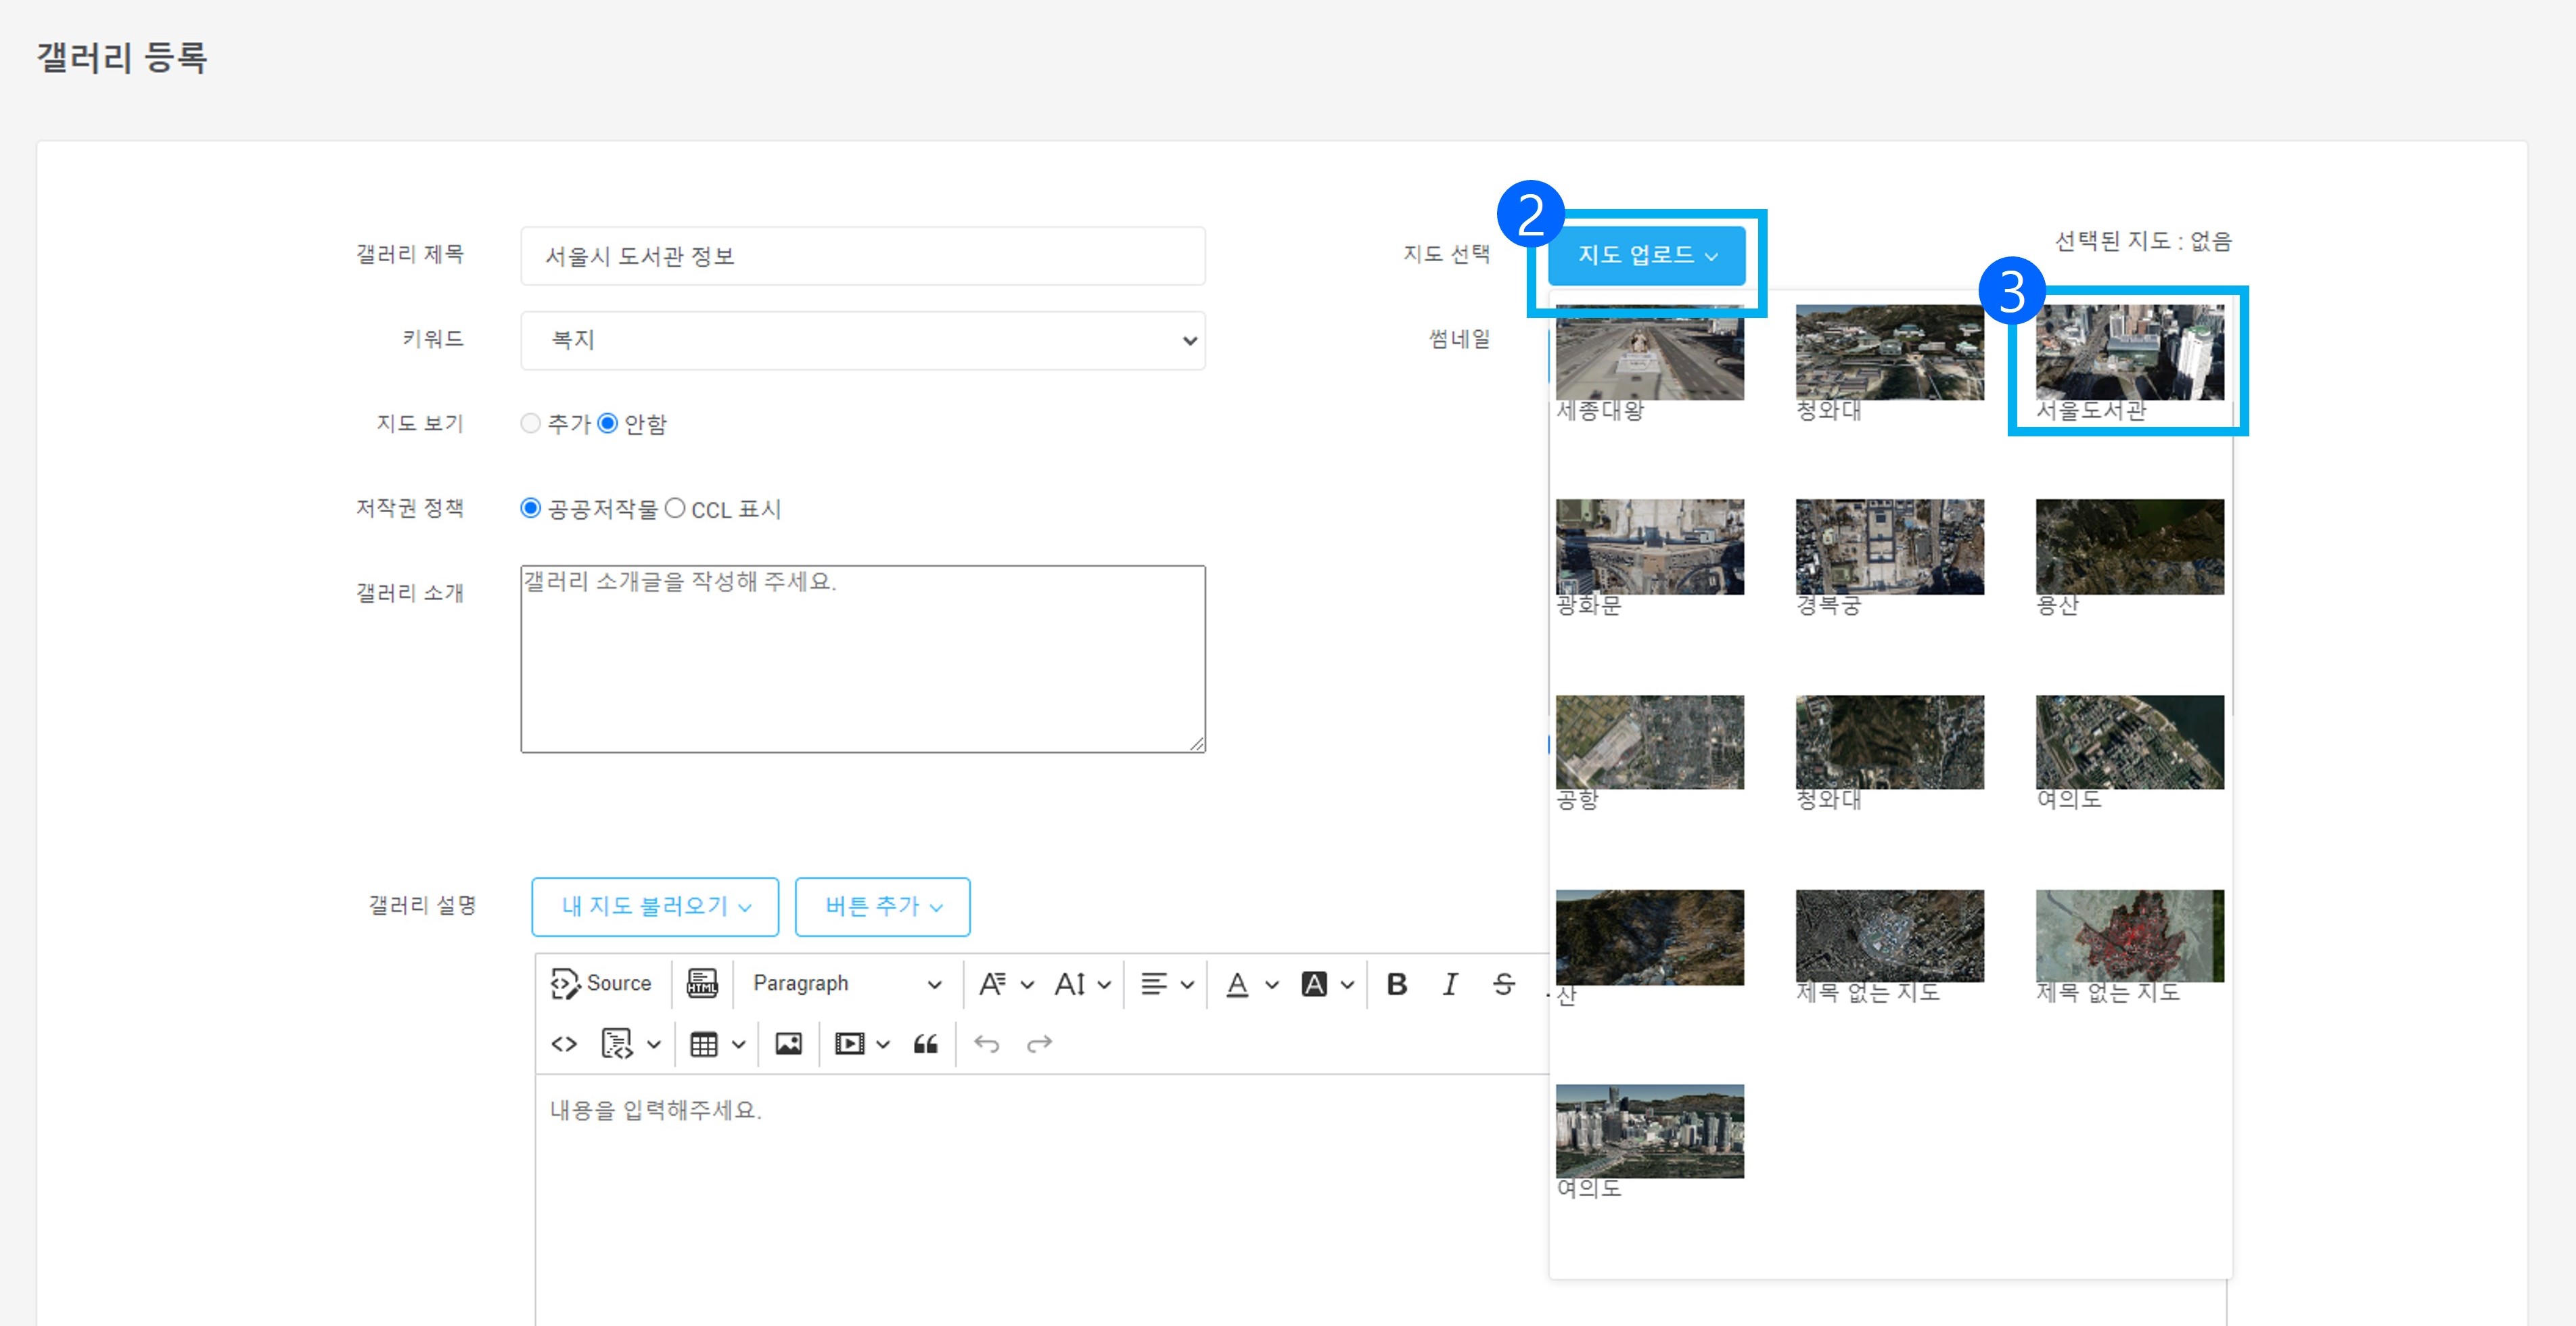 갤러리 등록
갤러리 제목
서울시 도서관 정보
키워드
복지
지도 보기
추가 안함
저작권 정책
공공저작물 CCL 표시
갤러리 소개
갤러리 소개글을 작성해 주세요.
2
지도 선택
지도 업로드
선택된 지도 : 없음
썸네일
3
세종대왕 청와대 서울도서관
광화문 경복궁 용산
공항 청와대 여의도
산 제목 없는 지도 제목 없는 지도
여의도
갤러리 설명
내 지도 불러오기 버튼 추가
Source HTML Paragraph
내용을 입력해주세요.